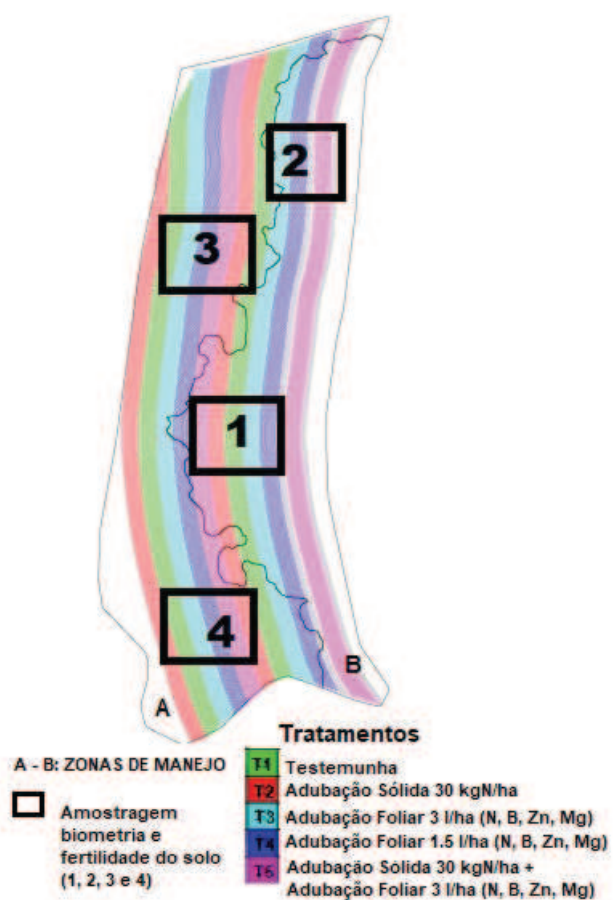 2
3
1
4
B
A
Tratamentos
A - B: ZONAS DE MANEJO
Amostragem
biometria e
fertilidade do solo
(1, 2, 3 e 4)
T1 Testemunha
T2 Adubação Sólida 30 kgN/ha
T3 Adubação Foliar 3 l/ha (N, B, Zn, Mg)
T4 Adubação Foliar 1.5 l/ha (N, B, Zn, Mg)
T5 Adubação Sólida 30 kgN/ha +
Adubação Foliar 3 l/ha (N, B, Zn, Mg)